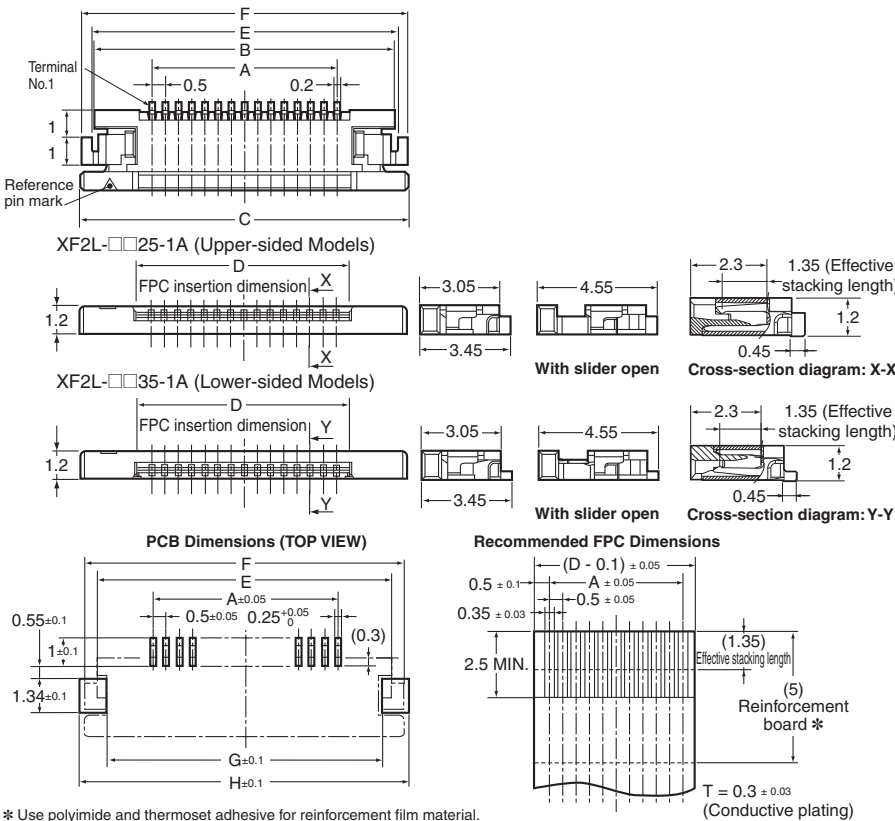 F
E
B
A
Terminal
No.1
0.5
0.2
1
1
Reference
pin mark
C
XF2L-□□25-1A (Upper-sided Models)
D
FPC insertion dimension
X
1.2
X
3.05
3.45
4.55
With slider open
2.3
1.35 (Effective
stacking length)
1.2
0.45
Cross-section diagram: X-X
XF2L-□□35-1A (Lower-sided Models)
D
FPC insertion dimension
Y
1.2
Y
3.05
3.45
4.55
With slider open
2.3
1.35 (Effective
stacking length)
1.2
0.45
Cross-section diagram: Y-Y
PCB Dimensions (TOP VIEW)
F
E
A±0.05
0.5±0.05
0.25+0.05 0
0.55±0.1
1±0.1
(0.3)
1.34±0.1
G±0.1
H±0.1
Recommended FPC Dimensions
(D - 0.1) ± 0.05
0.5 ± 0.1
A ± 0.05
0.5 ± 0.05
0.35 ± 0.03
2.5 MIN.
(1.35)
Effective stacking length
(5)
Reinforcement
board ✻
T = 0.3 ± 0.03
(Conductive plating)
✻ Use polyimide and thermoset adhesive for reinforcement film material.